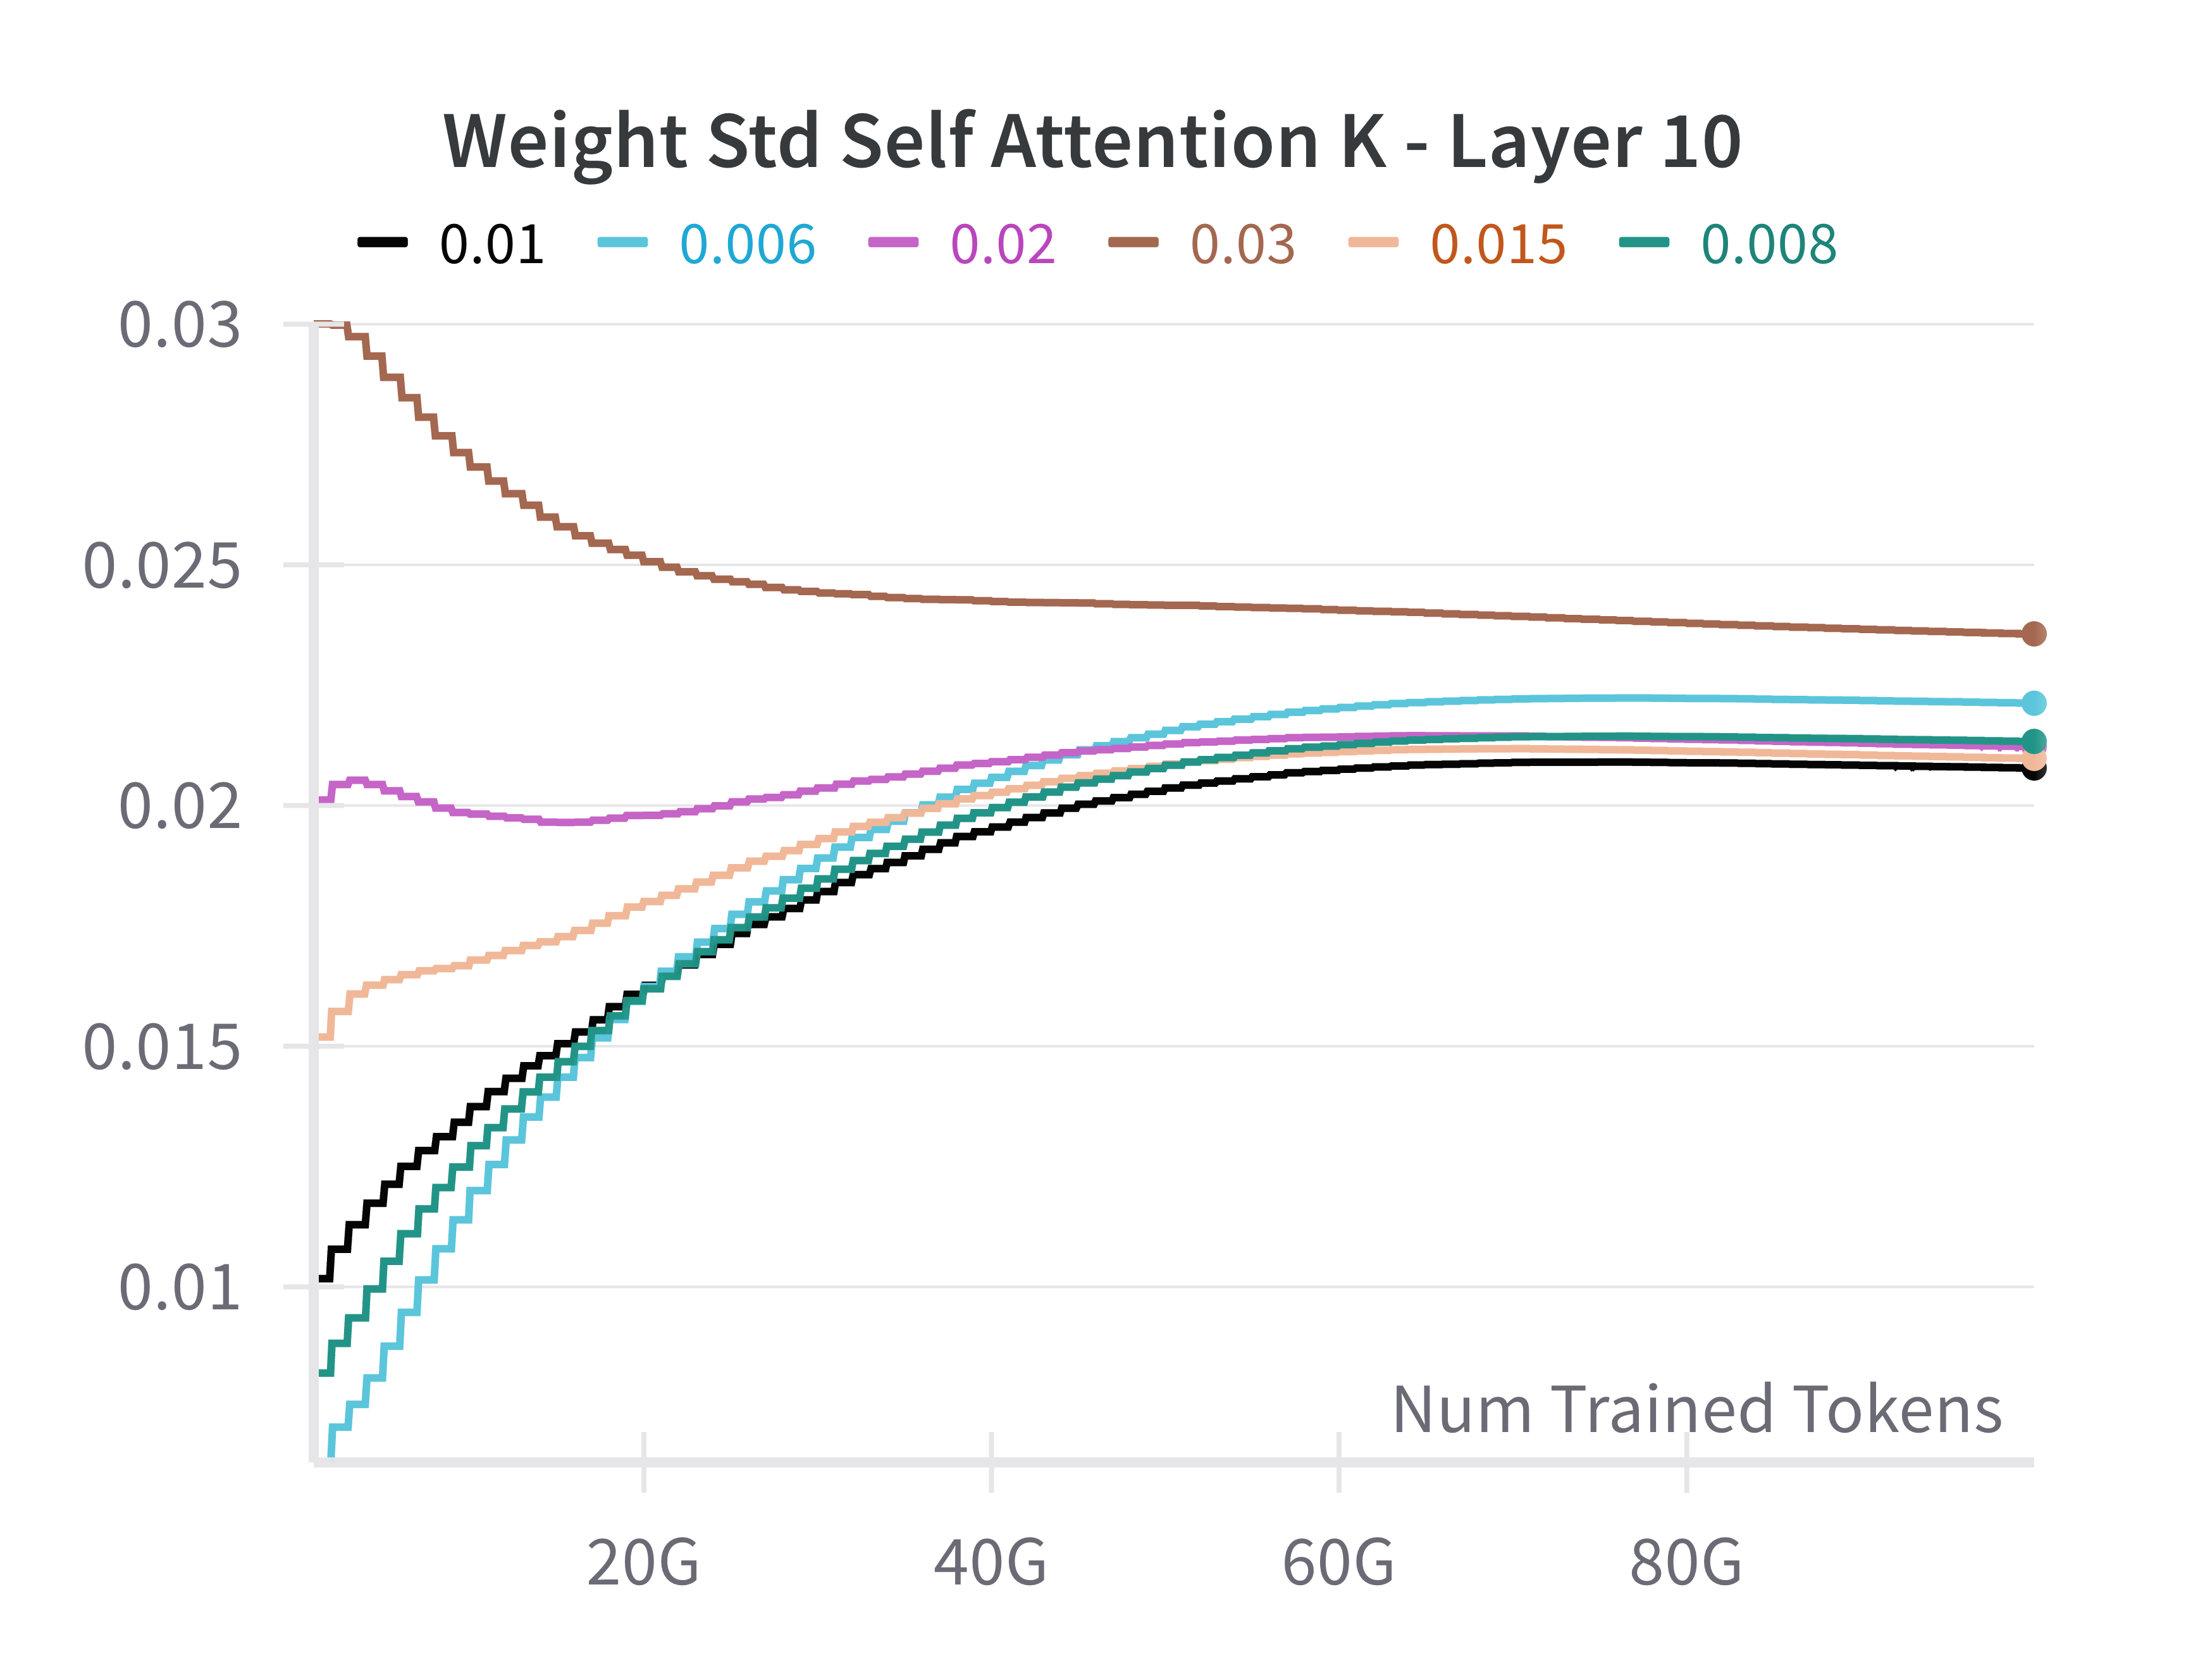 Weight Std Self Attention K - Layer 10
0.01 0.006 0.02 0.03 0.015 0.008
0.03
0.025
0.02
0.015
0.01
Num Trained Tokens
20G 40G 60G 80G